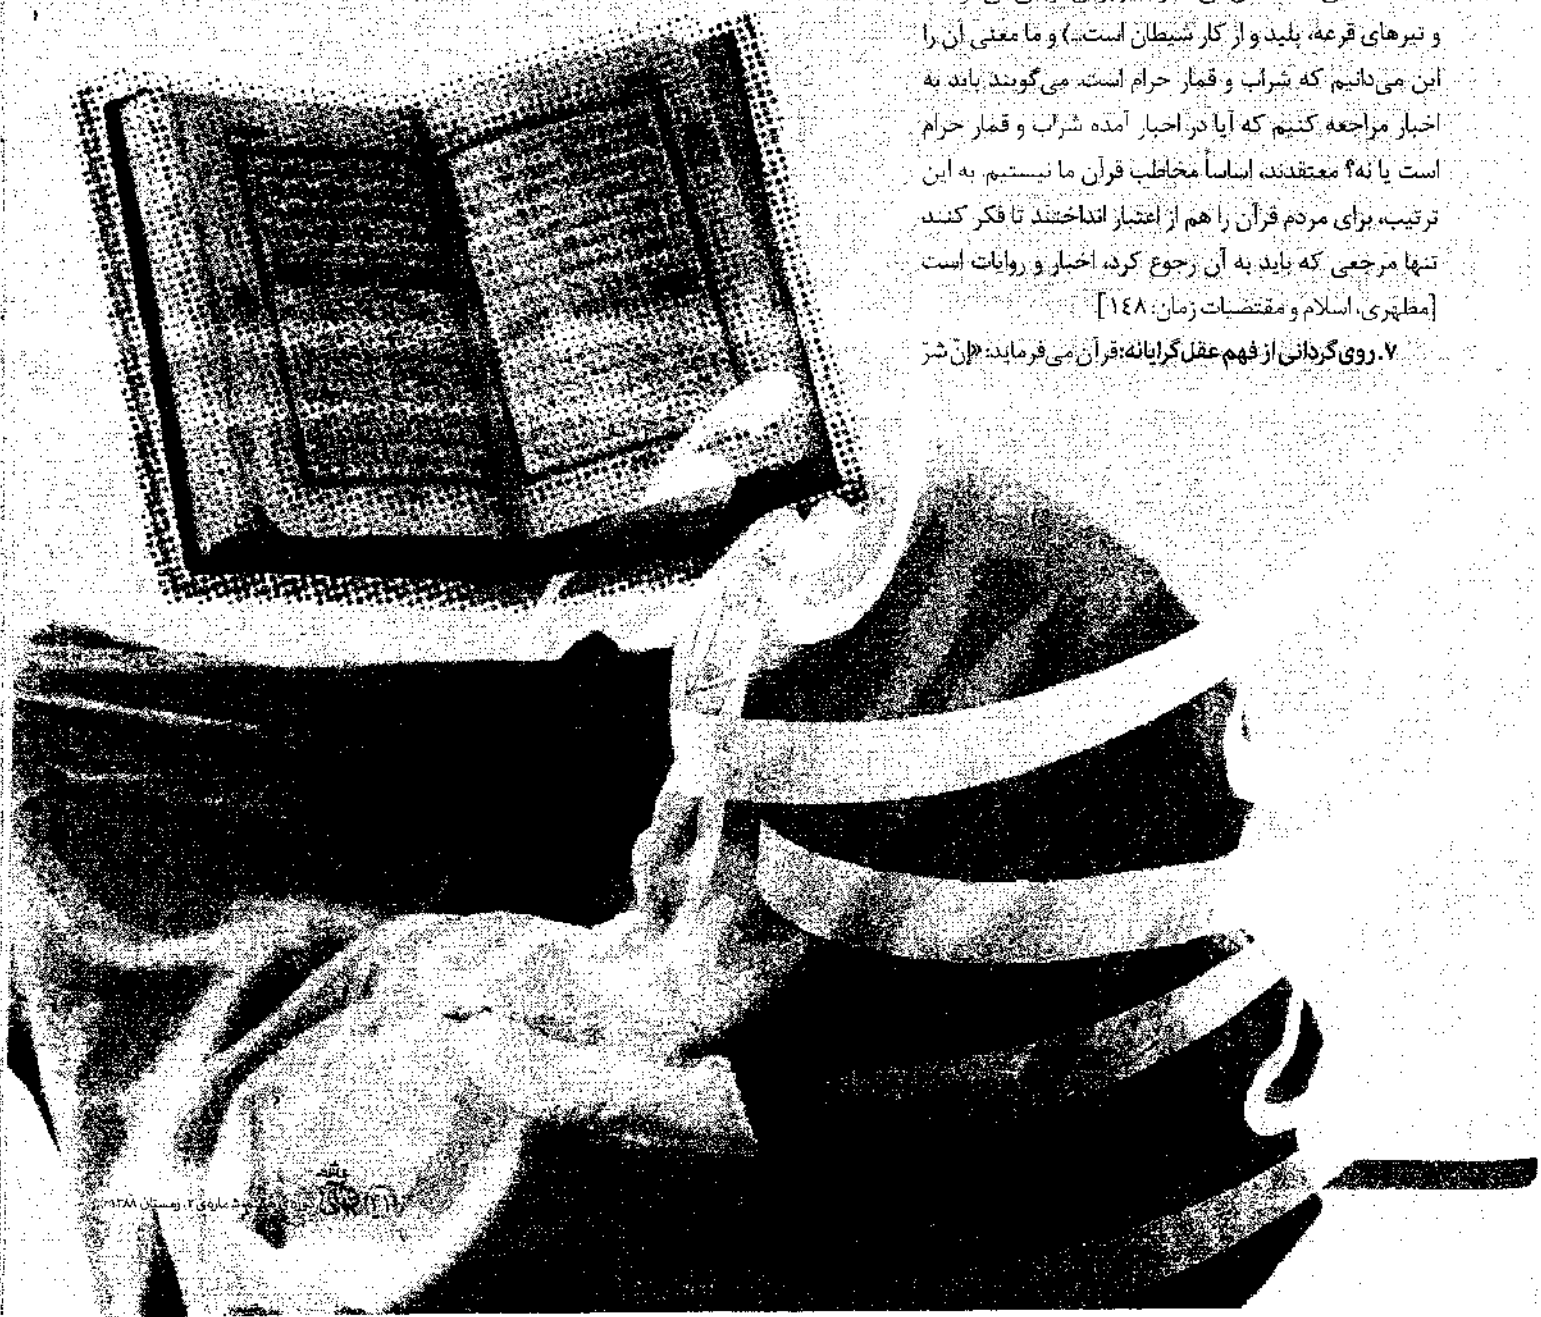 و تیرهای قرعه، پلید و از کار شیطان است...) و ما معنی آن را
این می‌دانیم که شراب و قمار حرام است. می‌گویند باید به
اخبار مراجعه کنیم که آیا در اخبار آمده شراب و قمار حرام
است یا نه؟ معتقدند، اساساً مخاطب قرآن ما نیستیم. به این
ترتیب، برای مردم قرآن را هم از اعتبار انداختند تا فکر کنند
تنها مرجعی که باید به آن رجوع کرد، اخبار و روایات است
[مطهری، اسلام و مقتضیات زمان: ۱٤۸]
۷. روی‌گردانی از فهم عقل‌گرایانه: قرآن می‌فرماید: «إنّ شرّ
زمستان ۱۳۸۸